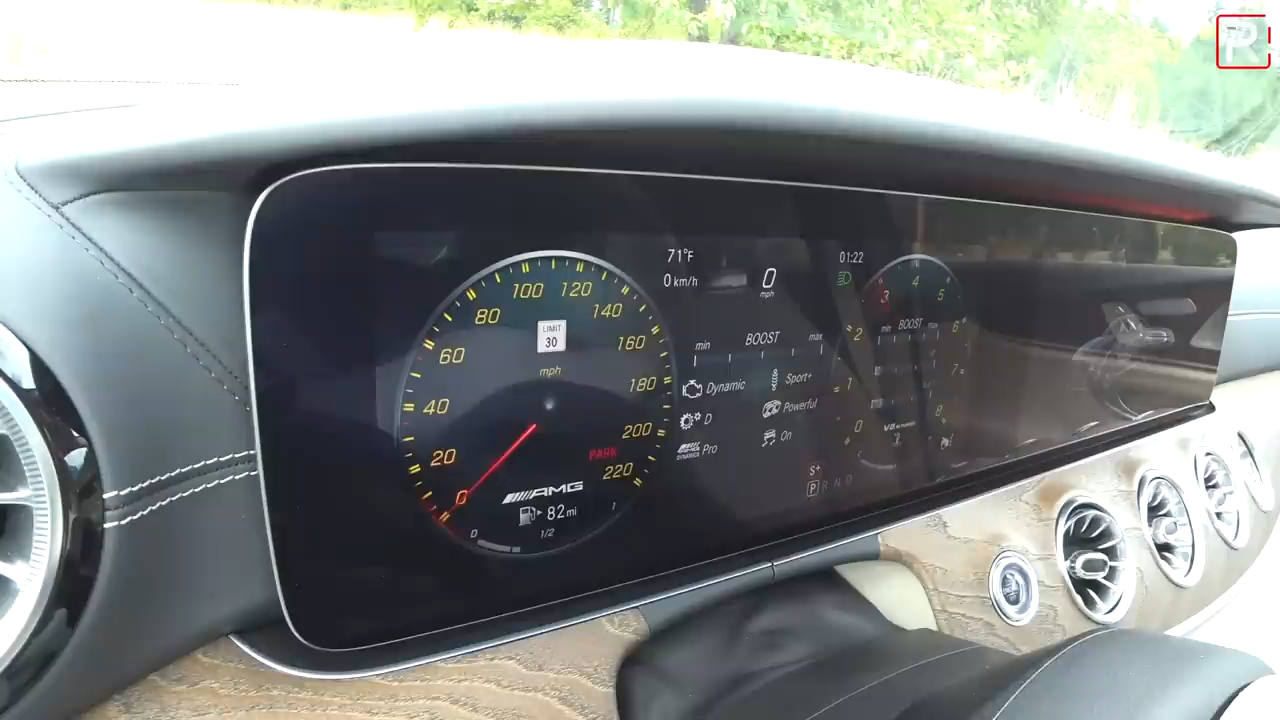 71°F
0 km/h
0
mph
01:22
0
20
40
60
80
100
120
140
160
180
200
220
LIMIT
30
mph
PARK
AMG
82 mi
0
1/2
1
BOOST
min
max
Dynamic
Sport+
D
Powerful
Pro
On
S+
P R N D
0
1
2
3
4
5
6
7
8
BOOST
min
max
V8